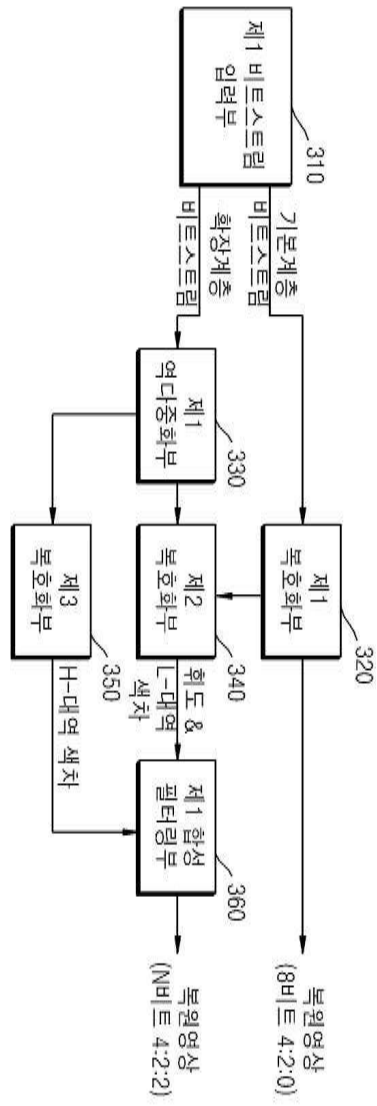 310
제1 비트스트림
입력부
기본계층
비트스트림
확장계층
비트스트림
320
제1
복호화부
복원영상
(8비트 4:2:0)
330
제1
역다중화부
340
제2
복호화부
휘도 &
L-대역
색차
360
제1 합성
필터링부
복원영상
(N비트 4:2:2)
350
제3
복호화부
H-대역 색차